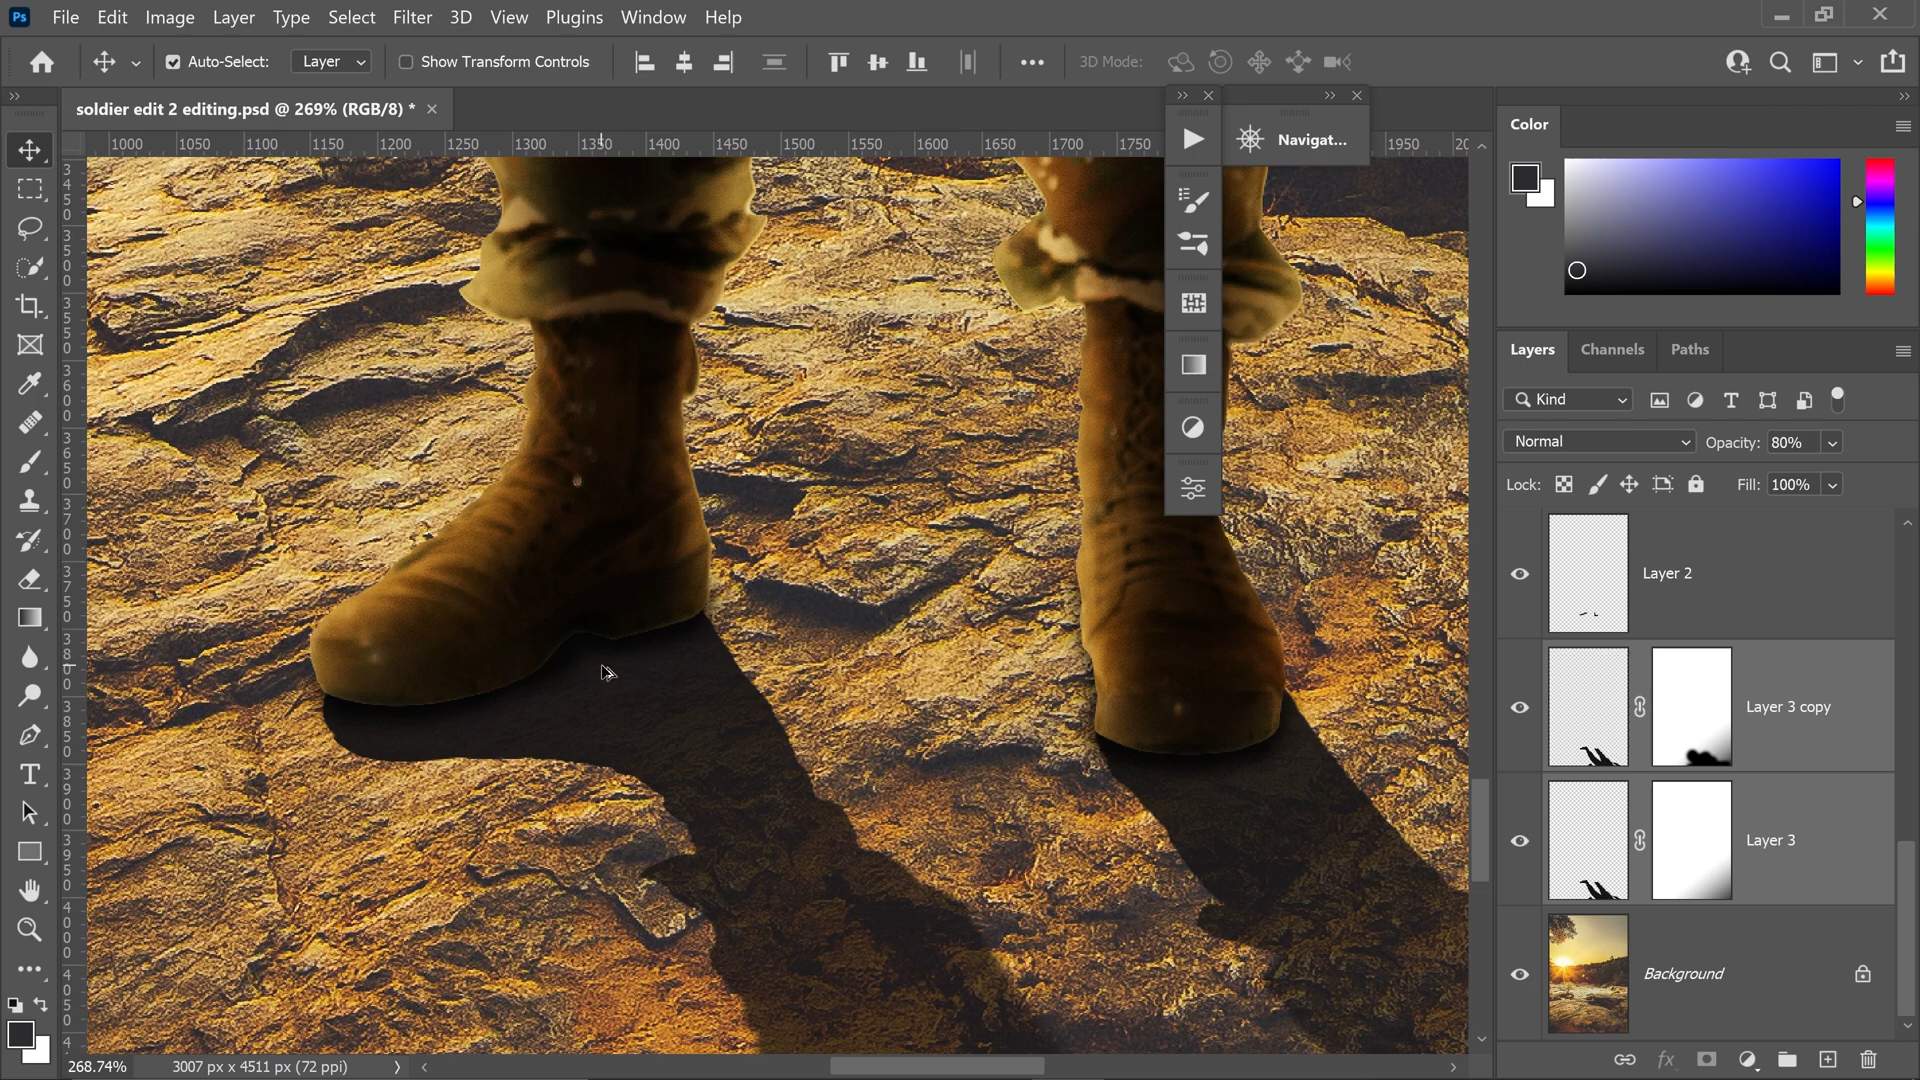 Ps File Edit Image Layer Type Select Filter 3D View Plugins Window Help
Auto-Select: Layer Show Transform Controls 3D Mode:
soldier edit 2 editing.psd @ 269% (RGB/8) *
1000 1050 1100 1150 1200 1250 1300 1350 1400 1450 1500 1550 1600 1650 1700 1750 1950
Navigat...
Color
Layers Channels Paths
Kind
Normal Opacity: 80%
Lock: Fill: 100%
Layer 2
Layer 3 copy
Layer 3
Background
fx
268.74% 3007 px x 4511 px (72 ppi)